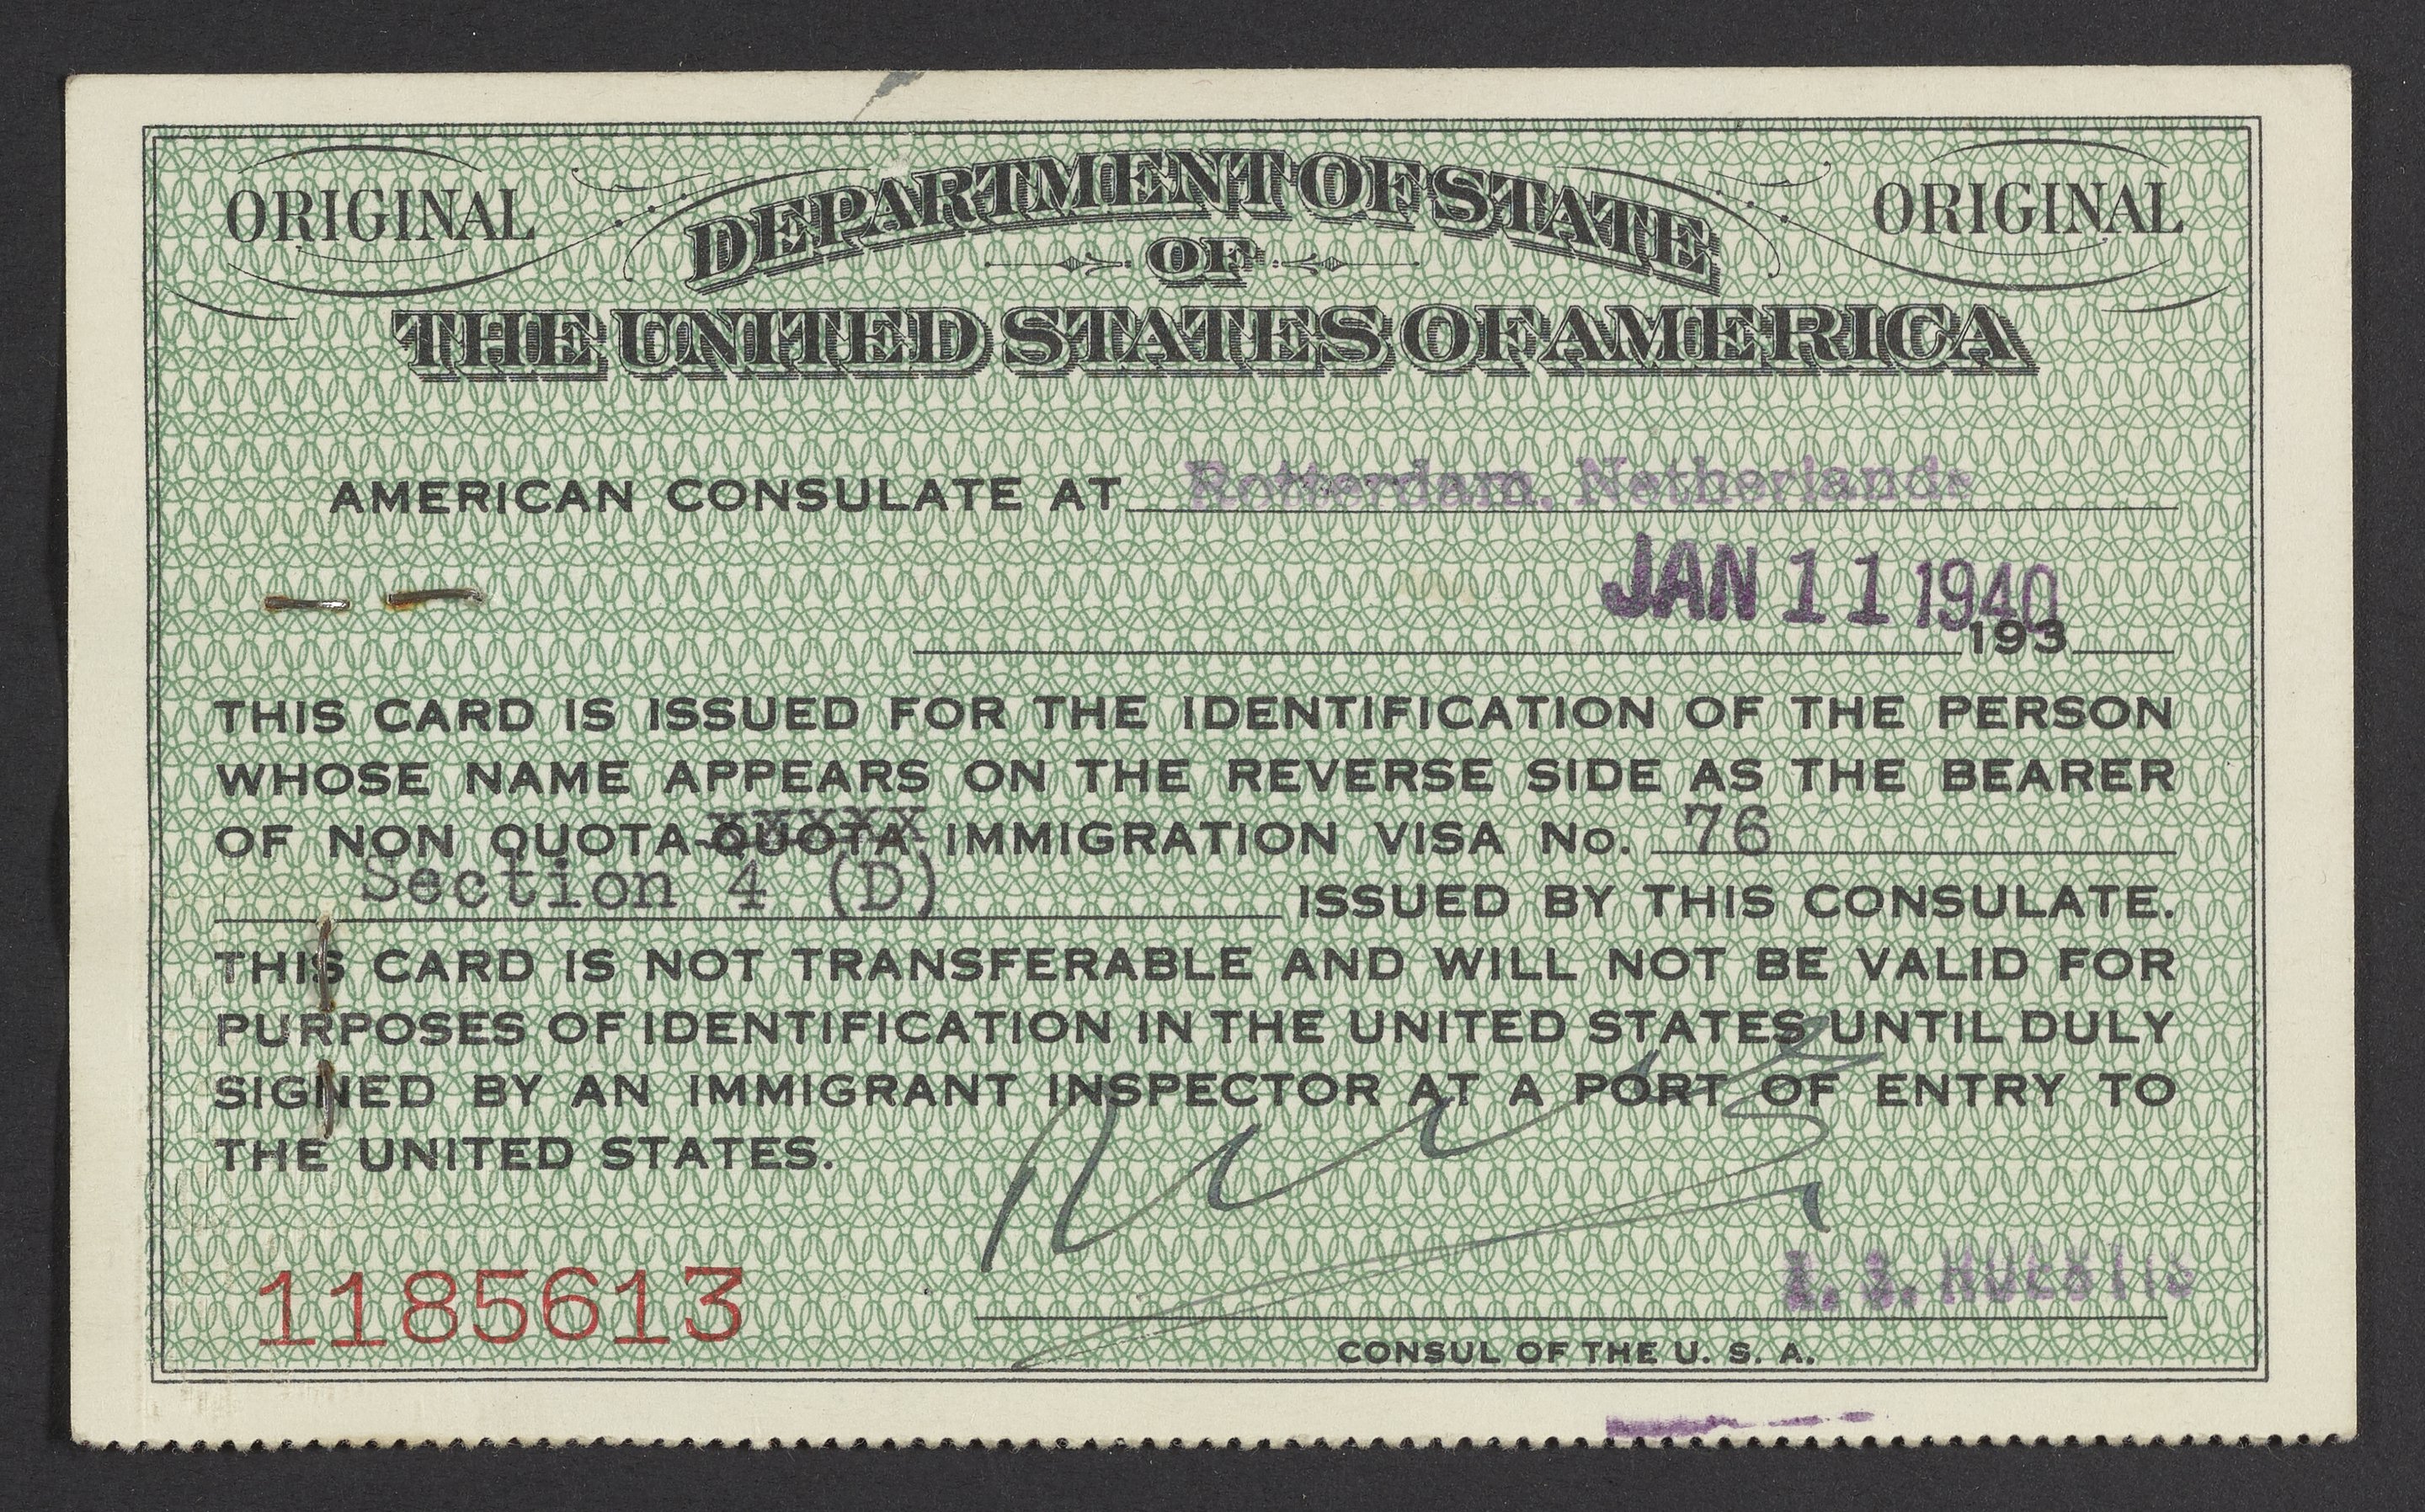 ORIGINAL DEPARTMENT OF STATE ORIGINAL
OF
THE UNITED STATES OF AMERICA
AMERICAN CONSULATE AT Rotterdam, Netherlands
JAN 11 1940
193
THIS CARD IS ISSUED FOR THE IDENTIFICATION OF THE PERSON
WHOSE NAME APPEARS ON THE REVERSE SIDE AS THE BEARER
xxxxxx
OF NON QUOTA-QUOTA IMMIGRATION VISA No. 76
Section 4 (D) ISSUED BY THIS CONSULATE.
THIS CARD IS NOT TRANSFERABLE AND WILL NOT BE VALID FOR
PURPOSES OF IDENTIFICATION IN THE UNITED STATES UNTIL DULY
SIGNED BY AN IMMIGRANT INSPECTOR AT A PORT OF ENTRY TO
THE UNITED STATES.
1185613
CONSUL OF THE U. S. A.